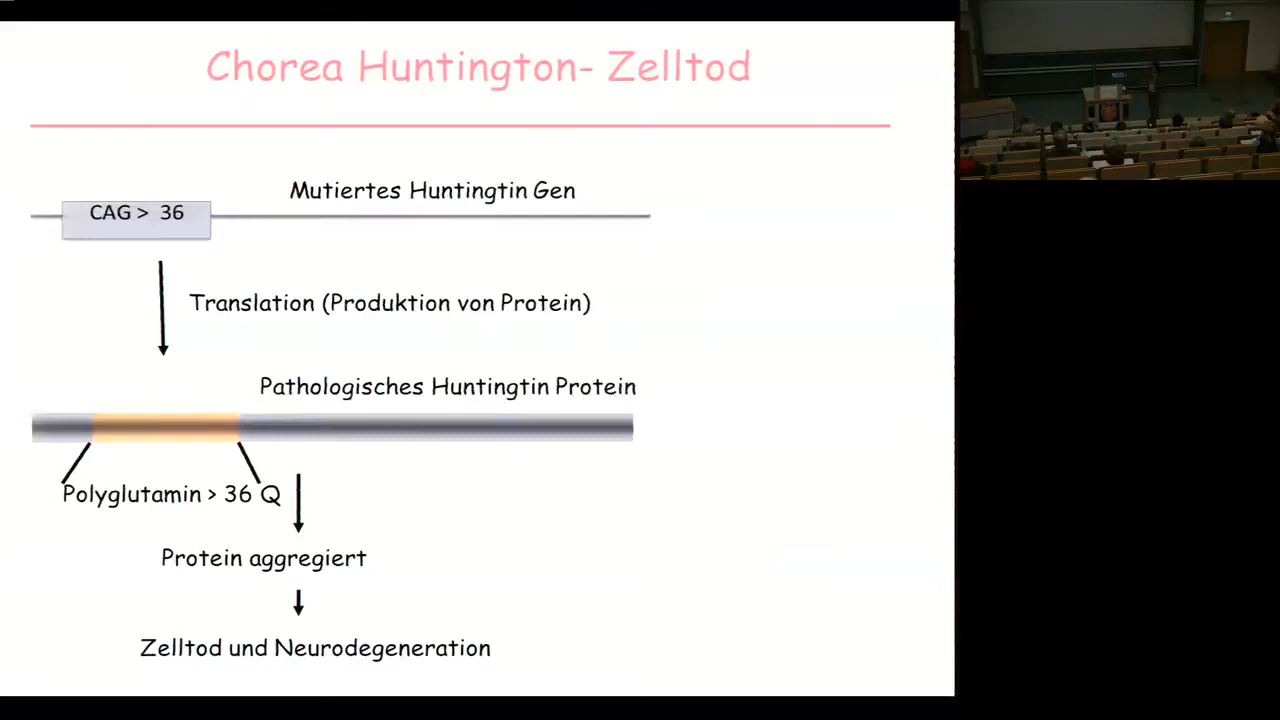 Chorea Huntington- Zelltod
Mutiertes Huntingtin Gen
CAG > 36
Translation (Produktion von Protein)
Pathologisches Huntingtin Protein
Polyglutamin > 36 Q
Protein aggregiert
Zelltod und Neurodegeneration